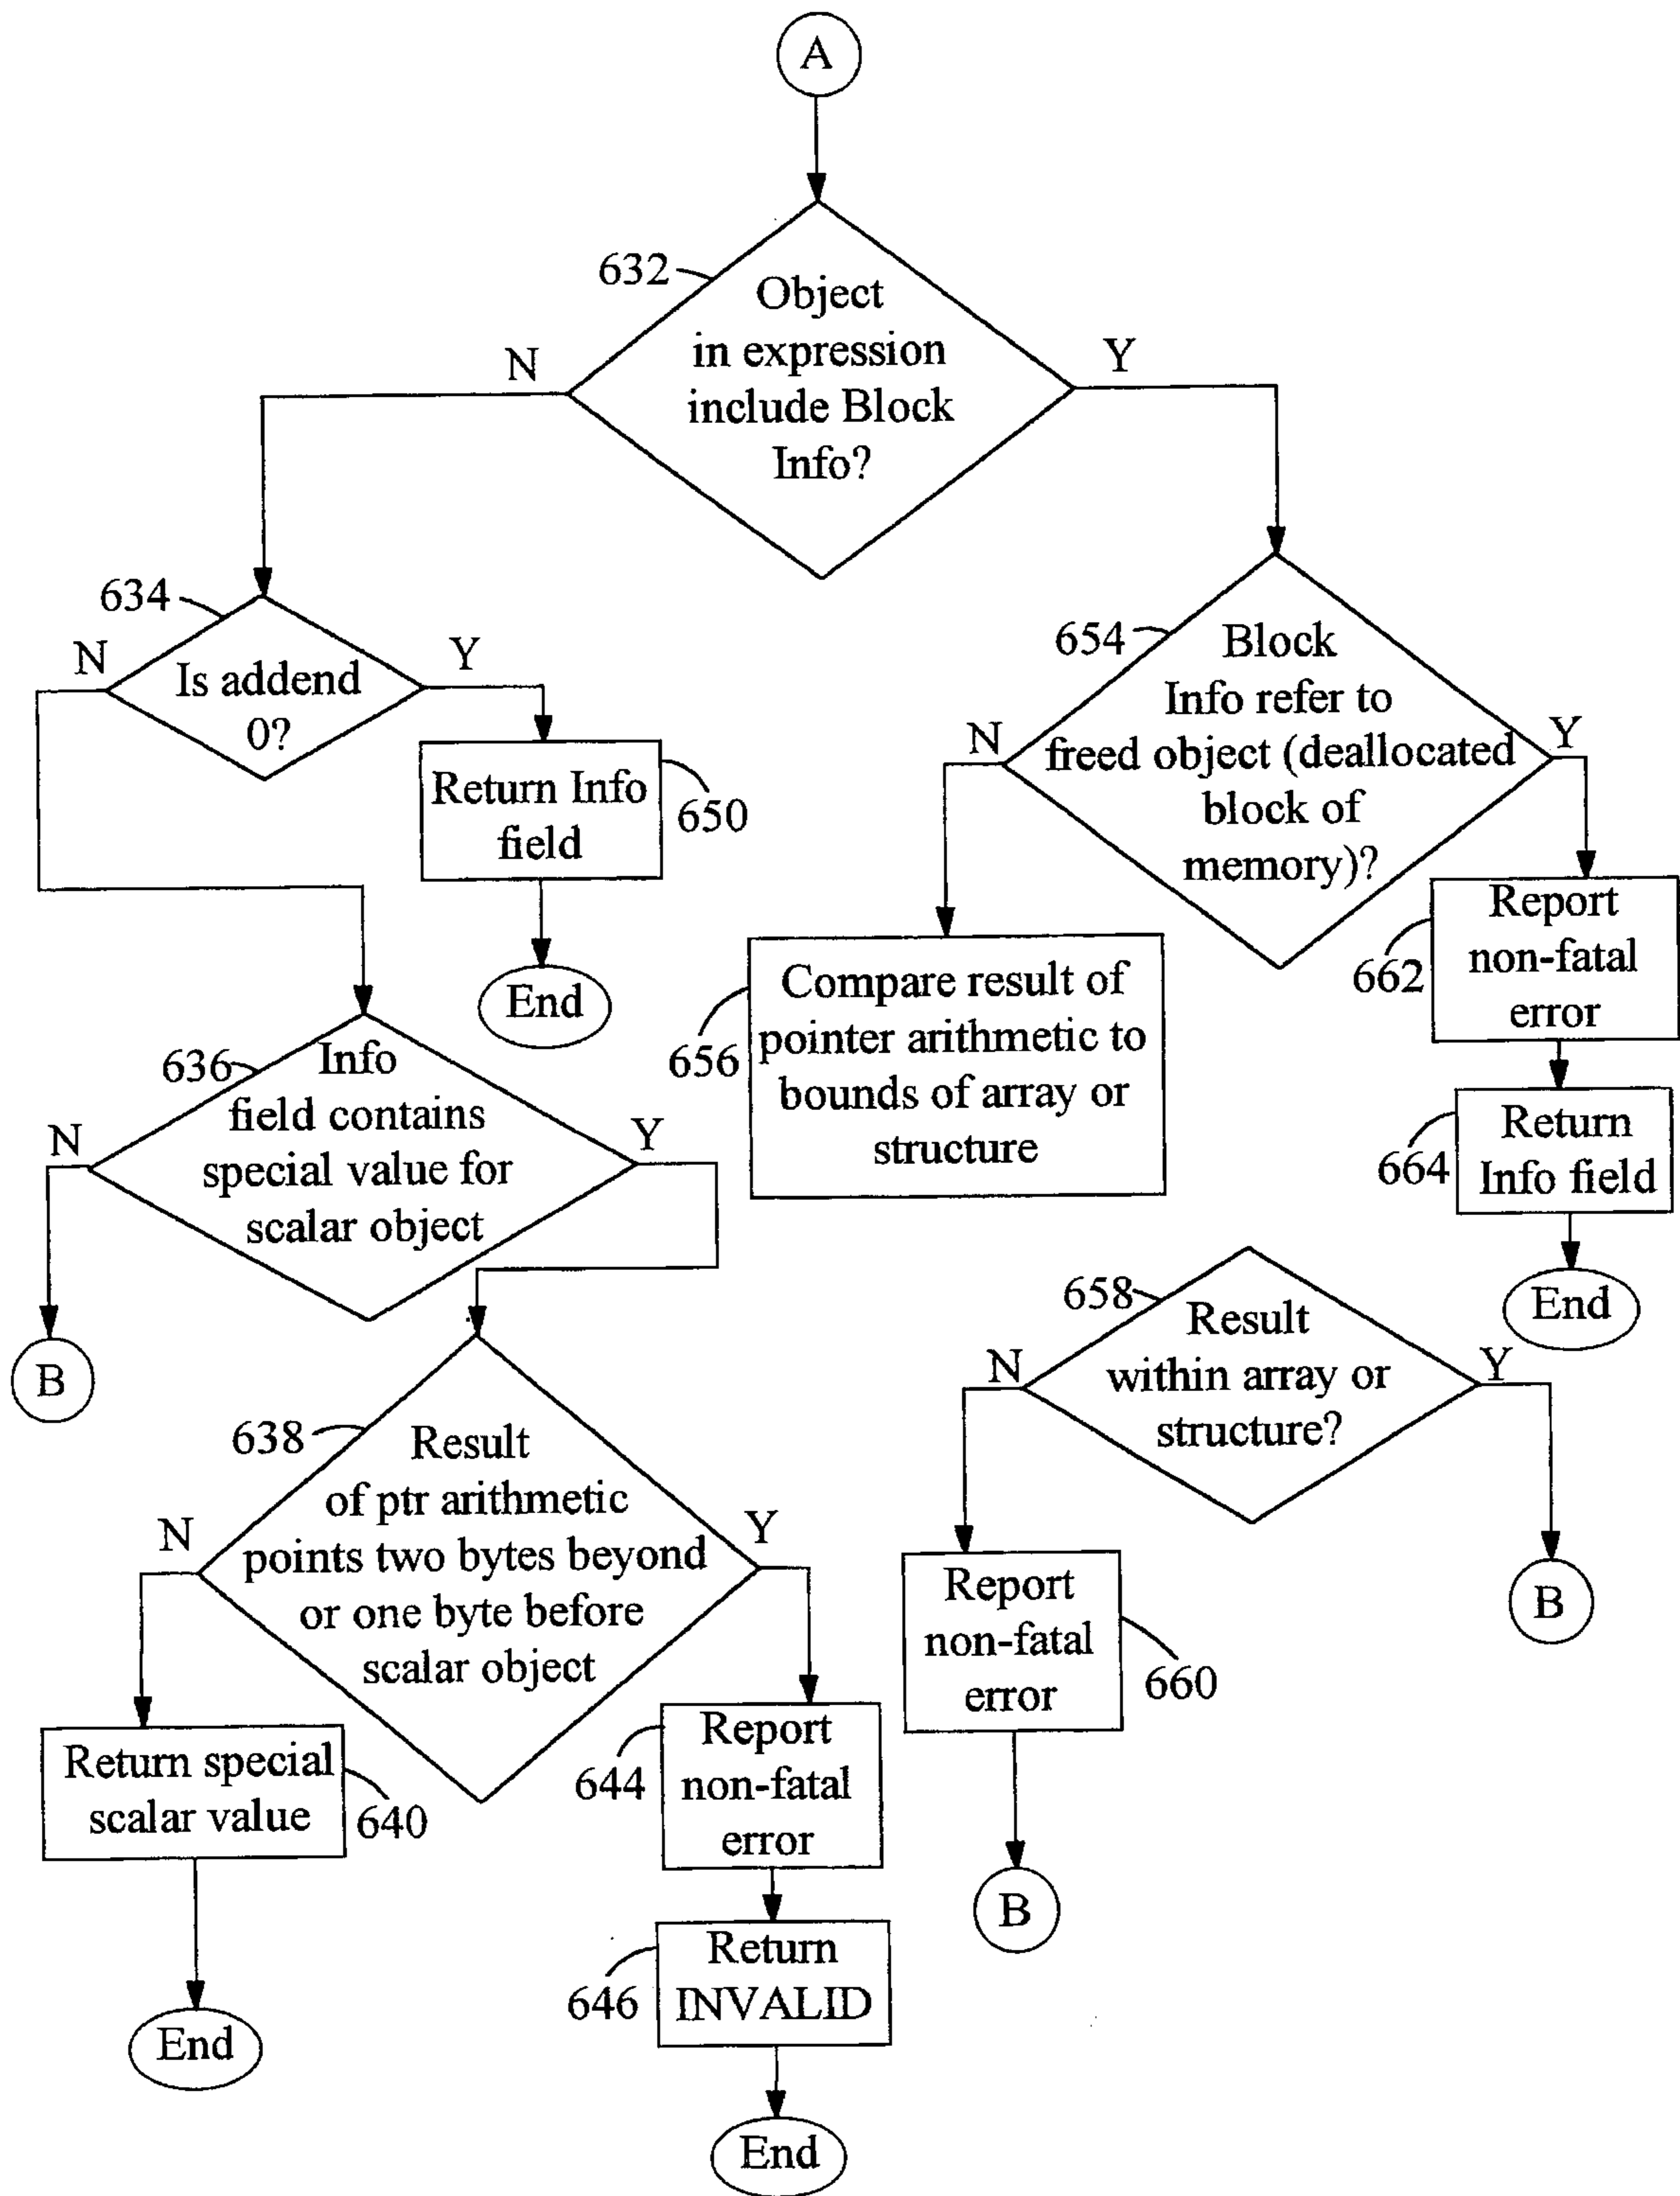 A
632
Object
in expression
include Block
Info?
N
Y
634
N
Y
Is addend
0?
Return Info
field
650
End
654
Block
Info refer to
freed object (deallocated
block of
memory)?
N
Y
Report
non-fatal
error
662
Compare result of
pointer arithmetic to
bounds of array or
structure
656
Return
Info field
664
End
636
Info
field contains
special value for
scalar object
N
Y
B
658
Result
within array or
structure?
N
Y
638
Result
of ptr arithmetic
points two bytes beyond
or one byte before
scalar object
N
Y
Report
non-fatal
error
660
B
Return special
scalar value
640
Report
non-fatal
error
644
B
Return
INVALID
646
End
End